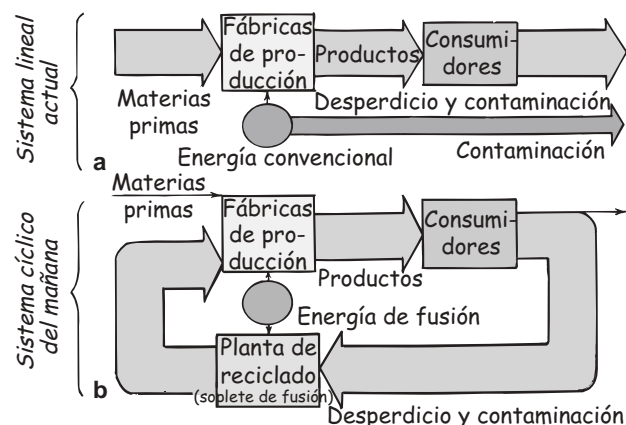 Sistema lineal
actual
a
Materias
primas
Fábricas
de pro-
ducción
Productos
Consumi-
dores
Desperdicio y contaminación
Energía convencional
Contaminación
Sistema cíclico
del mañana
b
Materias
primas
Fábricas
de pro-
ducción
Productos
Consumi-
dores
Energía de fusión
Planta de
reciclado
(soplete de fusión)
Desperdicio y contaminación